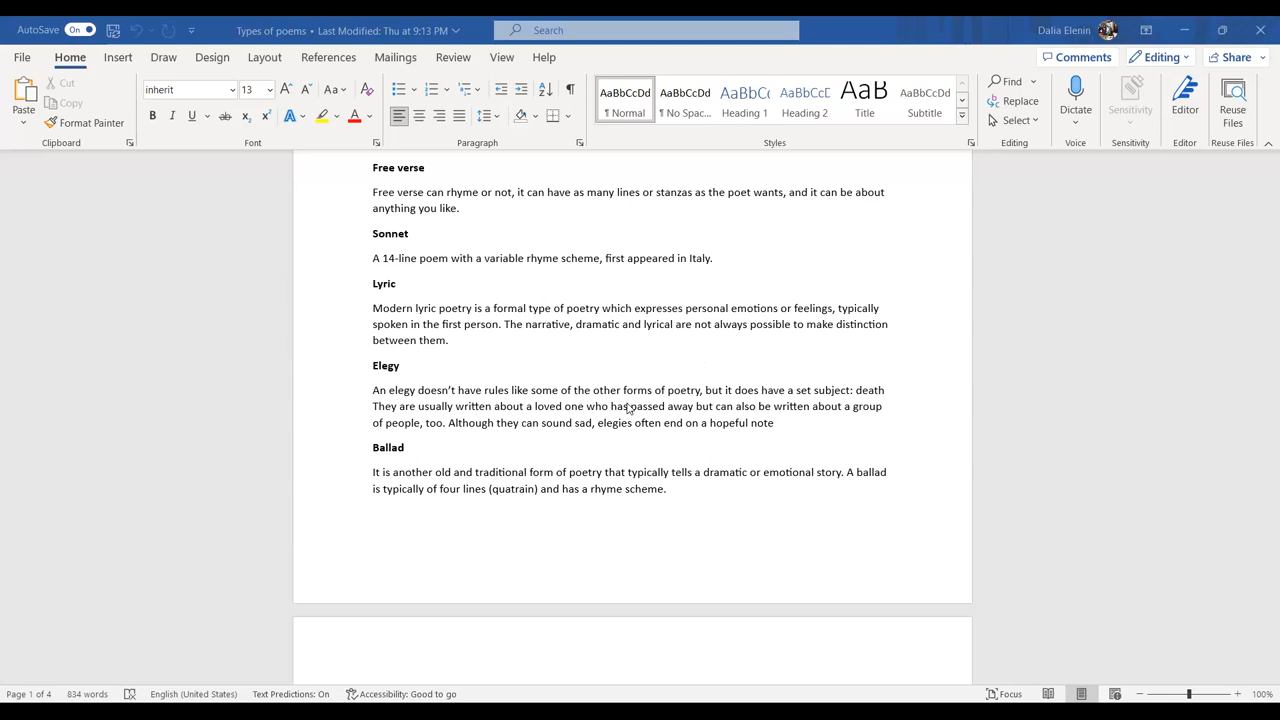 AutoSave On Types of poems • Last Modified: Thu at 9:13 PM Search Dalia Elenin
File Home Insert Draw Design Layout References Mailings Review View Help Comments Editing Share
Paste Cut Copy Format Painter Clipboard
inherit 13 Aa B I U ab x2 x2 A A Font
Paragraph
AaBbCcDd ¶ Normal AaBbCcDd ¶ No Spac... AaBbCc Heading 1 AaBbCcD Heading 2 AaB Title AaBbCcD Subtitle Styles
Find Replace Select Editing
Dictate Voice
Sensitivity Sensitivity
Editor Editor
Reuse Files Reuse Files
Free verse
Free verse can rhyme or not, it can have as many lines or stanzas as the poet wants, and it can be about
anything you like.
Sonnet
A 14-line poem with a variable rhyme scheme, first appeared in Italy.
Lyric
Modern lyric poetry is a formal type of poetry which expresses personal emotions or feelings, typically
spoken in the first person. The narrative, dramatic and lyrical are not always possible to make distinction
between them.
Elegy
An elegy doesn’t have rules like some of the other forms of poetry, but it does have a set subject: death
They are usually written about a loved one who has passed away but can also be written about a group
of people, too. Although they can sound sad, elegies often end on a hopeful note
Ballad
It is another old and traditional form of poetry that typically tells a dramatic or emotional story. A ballad
is typically of four lines (quatrain) and has a rhyme scheme.
Page 1 of 4 834 words English (United States) Text Predictions: On Accessibility: Good to go Focus 100%